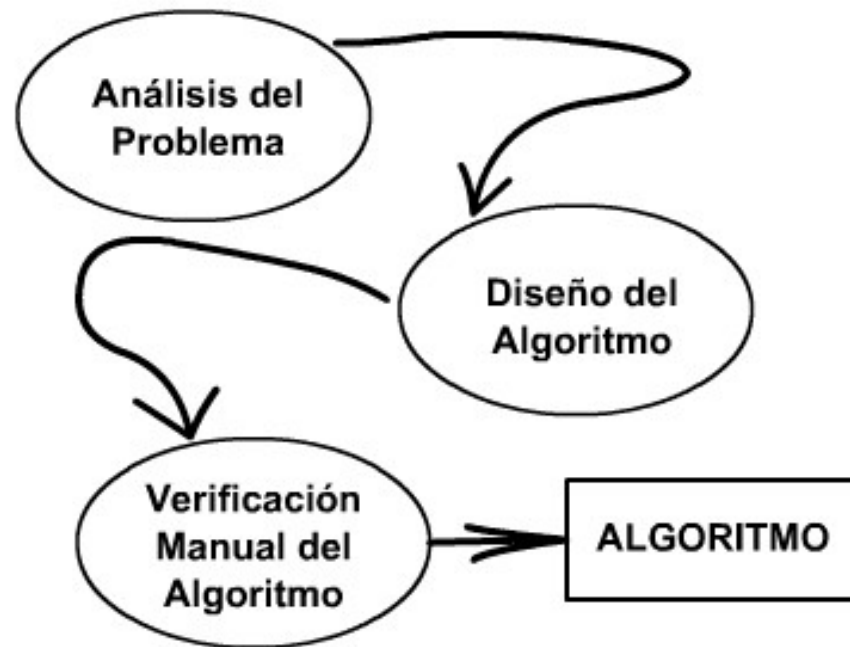 Análisis del
Problema
Diseño del
Algoritmo
Verificación
Manual del
Algoritmo
ALGORITMO